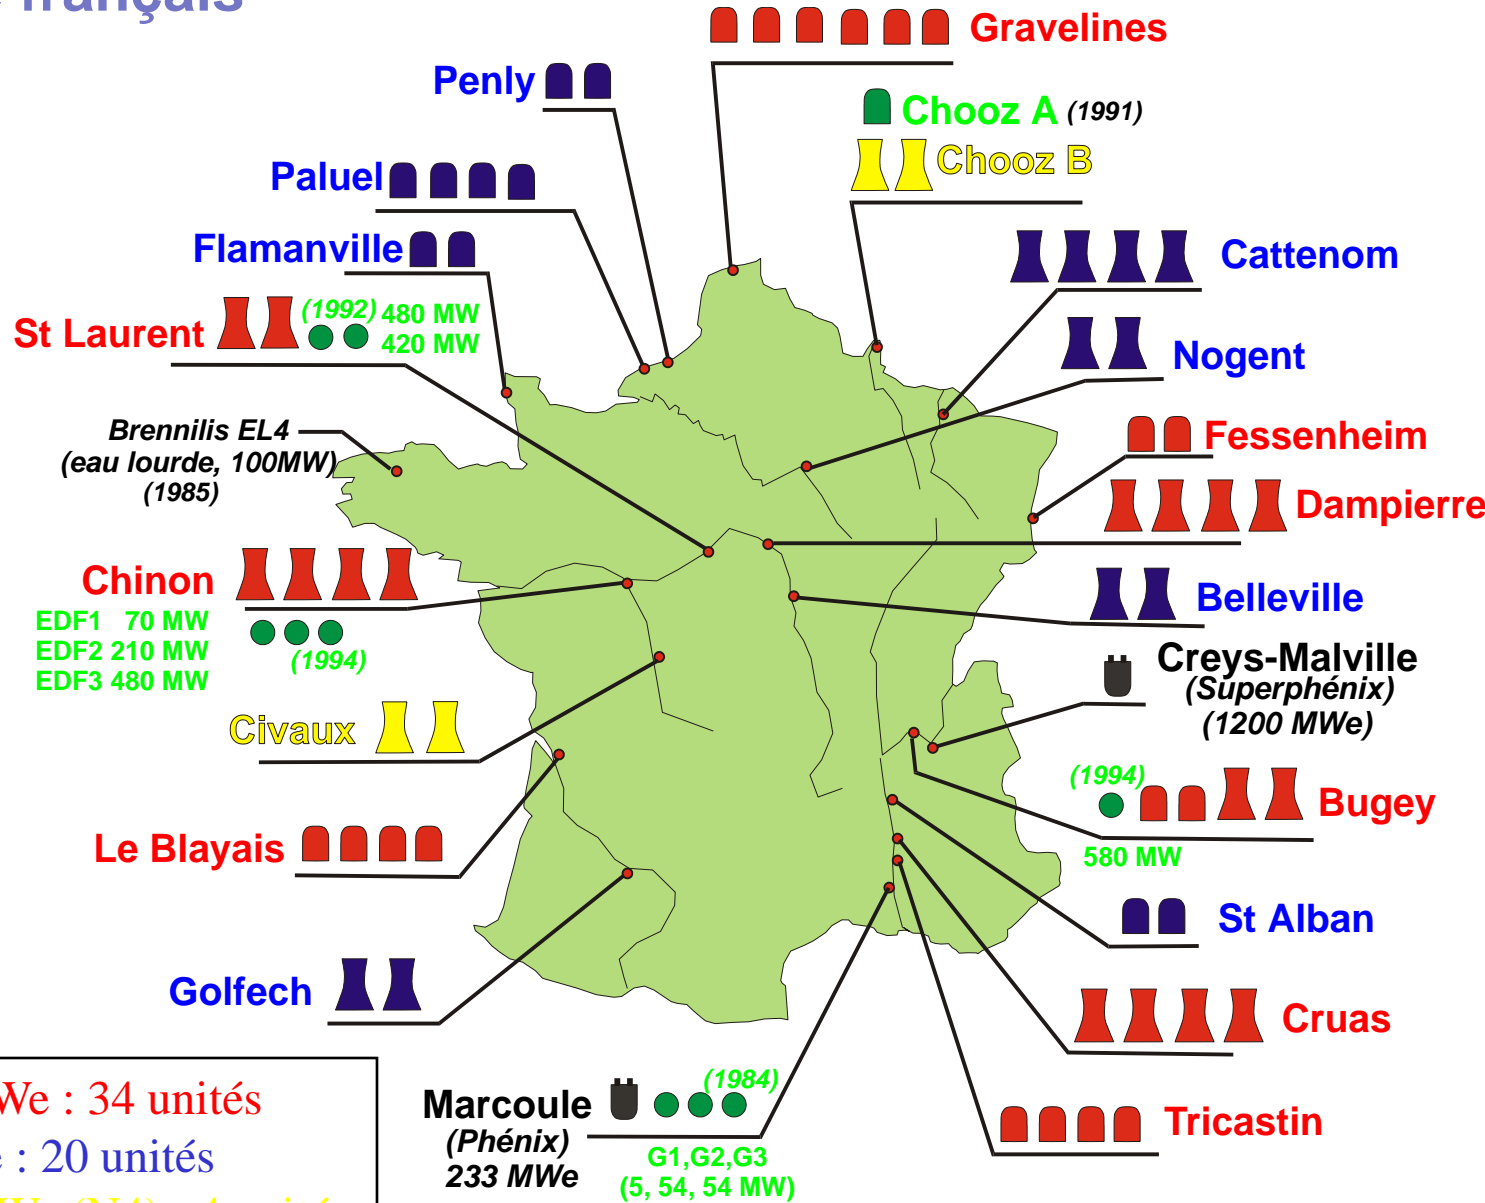 français
Gravelines
Penly
Chooz A (1991)
Chooz B
Paluel
Flamanville
Cattenom
St Laurent (1992) 480 MW
420 MW
Nogent
Brennilis EL4
(eau lourde, 100MW)
(1985)
Fessenheim
Dampierre
Chinon
EDF1 70 MW
EDF2 210 MW
EDF3 480 MW
(1994)
Belleville
Creys-Malville
(Superphénix)
(1200 MWe)
Civaux
(1994)
Bugey
580 MW
Le Blayais
St Alban
Golfech
Cruas
We : 34 unités
: 20 unités
Marcoule (1984)
(Phénix)
233 MWe
G1,G2,G3
(5, 54, 54 MW)
Tricastin